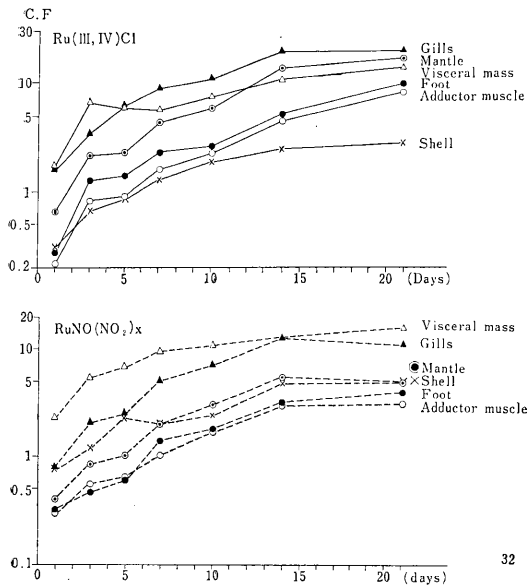 C.F
30
Ru(III, IV)Cl
Gills
Mantle
Visceral mass
Foot
Adductor muscle
Shell
10
5
1
0.5
0.2
0 5 10 15 20 (Days)
20
RuNO(NO₂)x
Visceral mass
Gills
Mantle
Shell
Foot
Adductor muscle
10
5
1
0.5
0.1
0 5 10 15 20 (days)
32